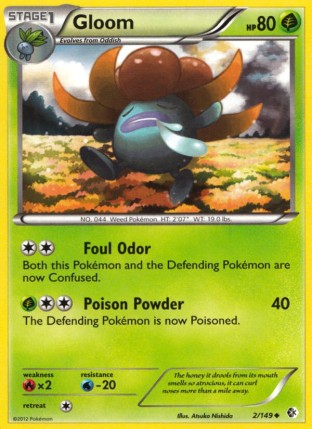 STAGE1
Gloom
HP80
Evolves from Oddish
NO. 044 Weed Pokémon. HT: 2'07" WT: 19.0 lbs.
Foul Odor
Both this Pokémon and the Defending Pokémon are
now Confused.
Poison Powder 40
The Defending Pokémon is now Poisoned.
weakness
×2
resistance
-20
retreat
The honey it drools from its mouth
smells so atrocious, it can curl
noses more than a mile away.
©2012 Pokémon
Illus. Atsuko Nishida
2/149